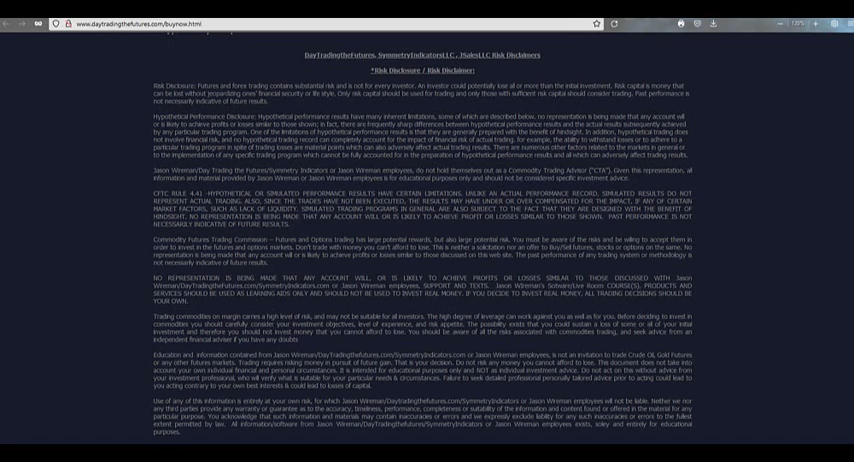 www.daytradingthefutures.com/buynow.html
120%
DayTradingtheFutures, SymmetryIndicatorsLLC, JSalesLLC Risk Disclaimers
*Risk Disclosure / Risk Disclaimer:
Risk Disclosure: Futures and forex trading contains substantial risk and is not for every investor. An investor could potentially lose all or more than the initial investment. Risk capital is money that
can be lost without jeopardizing ones' financial security or life style. Only risk capital should be used for trading and only those with sufficient risk capital should consider trading. Past performance is
not necessarily indicative of future results.
Hypothetical Performance Disclosure: Hypothetical performance results have many inherent limitations, some of which are described below. no representation is being made that any account will
or is likely to achieve profits or losses similar to those shown; in fact, there are frequently sharp differences between hypothetical performance results and the actual results subsequently achieved
by any particular trading program. One of the limitations of hypothetical performance results is that they are generally prepared with the benefit of hindsight. In addition, hypothetical trading does
not involve financial risk, and no hypothetical trading record can completely account for the impact of financial risk of actual trading. for example, the ability to withstand losses or to adhere to a
particular trading program in spite of trading losses are material points which can also adversely affect actual trading results. There are numerous other factors related to the markets in general or
to the implementation of any specific trading program which cannot be fully accounted for in the preparation of hypothetical performance results and all which can adversely affect trading results.
Jason Wireman/Day Trading the Futures/Symmetry Indicators or Jason Wireman employees, do not hold themselves out as a Commodity Trading Advisor ("CTA"). Given this representation, all
information and material provided by Jason Wireman or Jason Wireman employees is for educational purposes only and should not be considered specific investment advice.
CFTC RULE 4.41 -HYPOTHETICAL OR SIMULATED PERFORMANCE RESULTS HAVE CERTAIN LIMITATIONS. UNLIKE AN ACTUAL PERFORMANCE RECORD, SIMULATED RESULTS DO NOT
REPRESENT ACTUAL TRADING. ALSO, SINCE THE TRADES HAVE NOT BEEN EXECUTED, THE RESULTS MAY HAVE UNDER OR OVER COMPENSATED FOR THE IMPACT, IF ANY, OF CERTAIN
MARKET FACTORS, SUCH AS LACK OF LIQUIDITY. SIMULATED TRADING PROGRAMS IN GENERAL ARE ALSO SUBJECT TO THE FACT THAT THEY ARE DESIGNED WITH THE BENEFIT OF
HINDSIGHT. NO REPRESENTATION IS BEING MADE THAT ANY ACCOUNT WILL OR IS LIKELY TO ACHIEVE PROFIT OR LOSSES SIMILAR TO THOSE SHOWN. PAST PERFORMANCE IS NOT
NECESSARILY INDICATIVE OF FUTURE RESULTS.
Commodity Futures Trading Commission – Futures and Options trading has large potential rewards, but also large potential risk. You must be aware of the risks and be willing to accept them in
order to invest in the futures and options markets. Don't trade with money you can't afford to lose. This is neither a solicitation nor an offer to Buy/Sell futures, stocks or options on the same. No
representation is being made that any account will or is likely to achieve profits or losses similar to those discussed on this web site. The past performance of any trading system or methodology is
not necessarily indicative of future results.
NO REPRESENTATION IS BEING MADE THAT ANY ACCOUNT WILL, OR IS LIKELY TO ACHIEVE PROFITS OR LOSSES SIMILAR TO THOSE DISCUSSED WITH Jason
Wireman/DayTradingtheFutures.com/SymmetryIndicators.com or Jason Wireman employees, SUPPORT AND TEXTS. Jason Wireman's Sotware/Live Room COURSE(S), PRODUCTS AND
SERVICES SHOULD BE USED AS LEARNING AIDS ONLY AND SHOULD NOT BE USED TO INVEST REAL MONEY. IF YOU DECIDE TO INVEST REAL MONEY, ALL TRADING DECISIONS SHOULD BE
YOUR OWN.
Trading commodities on margin carries a high level of risk, and may not be suitable for all investors. The high degree of leverage can work against you as well as for you. Before deciding to invest in
commodities you should carefully consider your investment objectives, level of experience, and risk appetite. The possibility exists that you could sustain a loss of some or all of your initial
investment and therefore you should not invest money that you cannot afford to lose. You should be aware of all the risks associated with commodities trading, and seek advice from an
independent financial adviser if you have any doubts
Education and information contained from Jason Wireman/DayTradingtheFutures.com/SymmetryIndicators.com or Jason Wireman employees, is not an invitation to trade Crude Oil, Gold Futures
or any other futures markets. Trading requires risking money in pursuit of future gain. That is your decision. Do not risk any money you cannot afford to lose. This document does not take into
account your own individual financial and personal circumstances. It is intended for educational purposes only and NOT as individual investment advice. Do not act on this without advice from
your investment professional, who will verify what is suitable for your particular needs & circumstances. Failure to seek detailed professional personally tailored advice prior to acting could lead to
you acting contrary to your own best interests & could lead to losses of capital.
Use of any of this information is entirely at your own risk, for which Jason Wireman/Daytradingthefutures.com/SymmetryIndicators or Jason Wireman employees will not be liable. Neither we nor
any third parties provide any warranty or guarantee as to the accuracy, timeliness, performance, completeness or suitability of the information and content found or offered in the material for any
particular purpose. You acknowledge that such information and materials may contain inaccuracies or errors and we expressly exclude liability for any such inaccuracies or errors to the fullest
extent permitted by law. All information/software from Jason Wireman/DayTradingtheFutures.com/SymmetryIndicators or Jason Wireman employees exists, soley and entirely for educational
purposes.